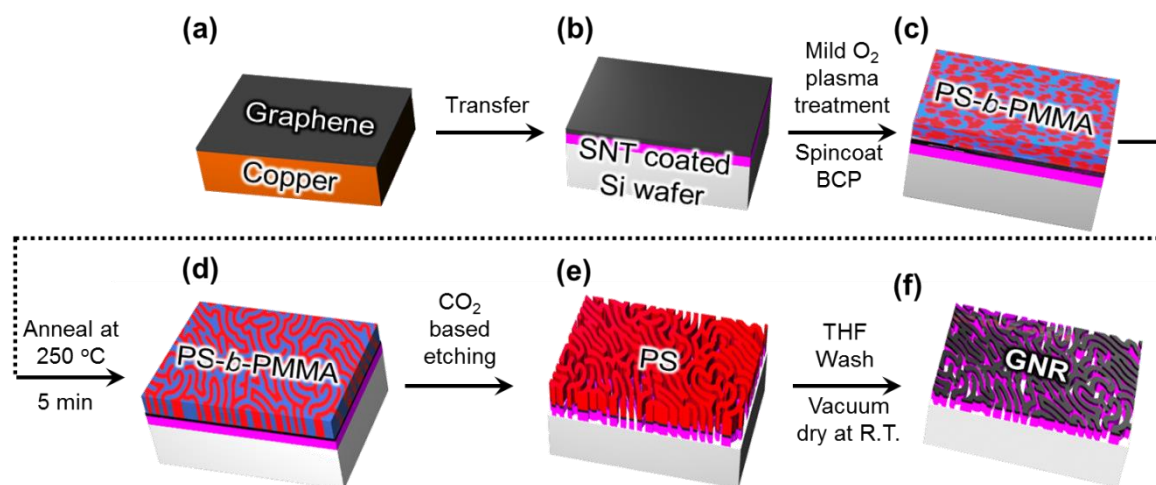 (a)
Graphene
Copper
Transfer
(b)
SNT coated
Si wafer
Mild O₂
plasma
treatment
Spincoat
BCP
(c)
PS-b-PMMA
Anneal at
250 °C
5 min
(d)
PS-b-PMMA
CO₂
based
etching
(e)
PS
THF
Wash
Vacuum
dry at R.T.
(f)
GNR